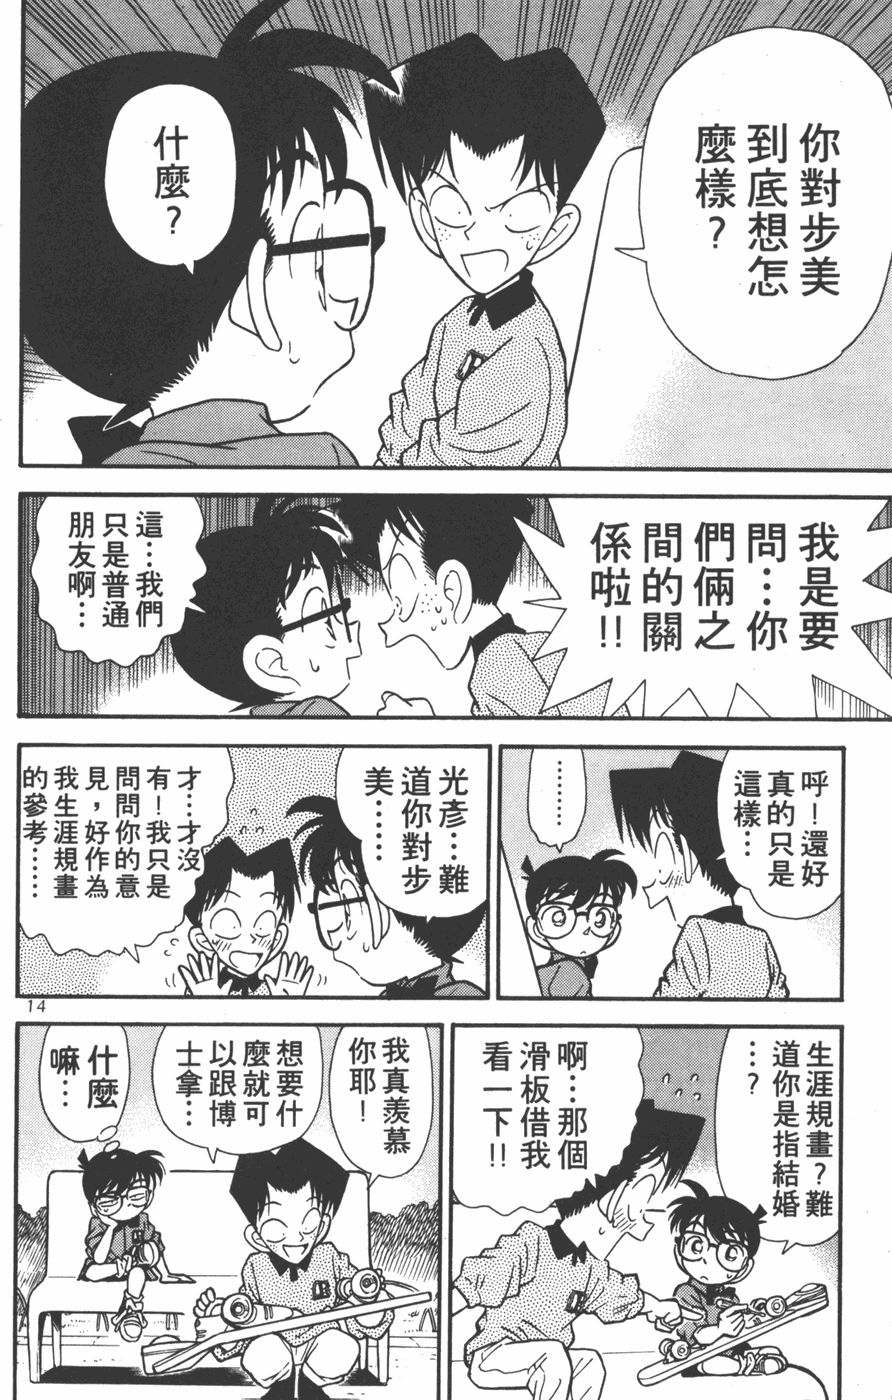 你對步美
到底想怎
麼樣？
什麼？
我是要
問…你
們倆之
間的關
係啦!!
這…我們
只是普通
朋友啊…
呼！還好
真的只是
這樣…
………
光彥…難
道你對步
美……
才…才沒
有！我只是
問問你的意
見，好作為
我生涯規畫
的參考……
14
生涯規畫？難
道你是指結婚
…？
啊…那個
滑板借我
看一下!!
我真羨慕
你耶！
想要什
麼就可
以跟博
士拿…
什麼
嘛…